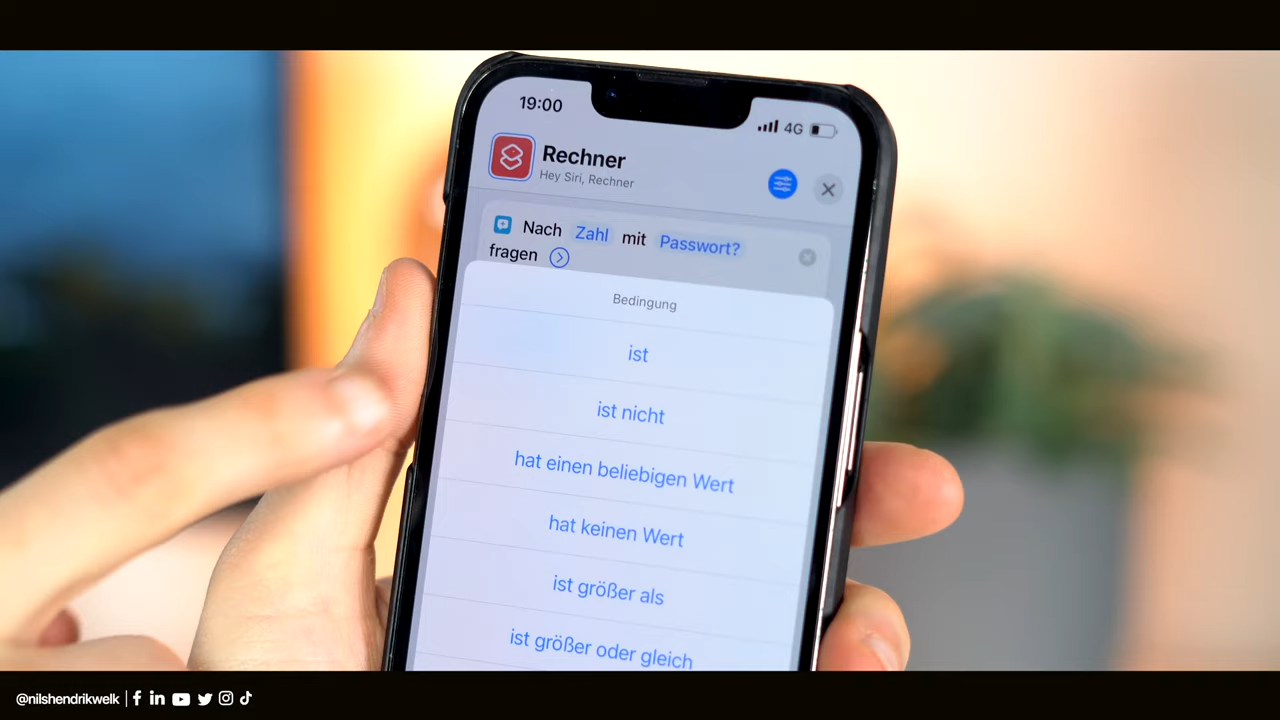 19:00
4G
Rechner
Hey Siri, Rechner
Nach Zahl mit Passwort?
fragen
Bedingung
ist
ist nicht
hat einen beliebigen Wert
hat keinen Wert
ist größer als
ist größer oder gleich
@nilshendrikwelk